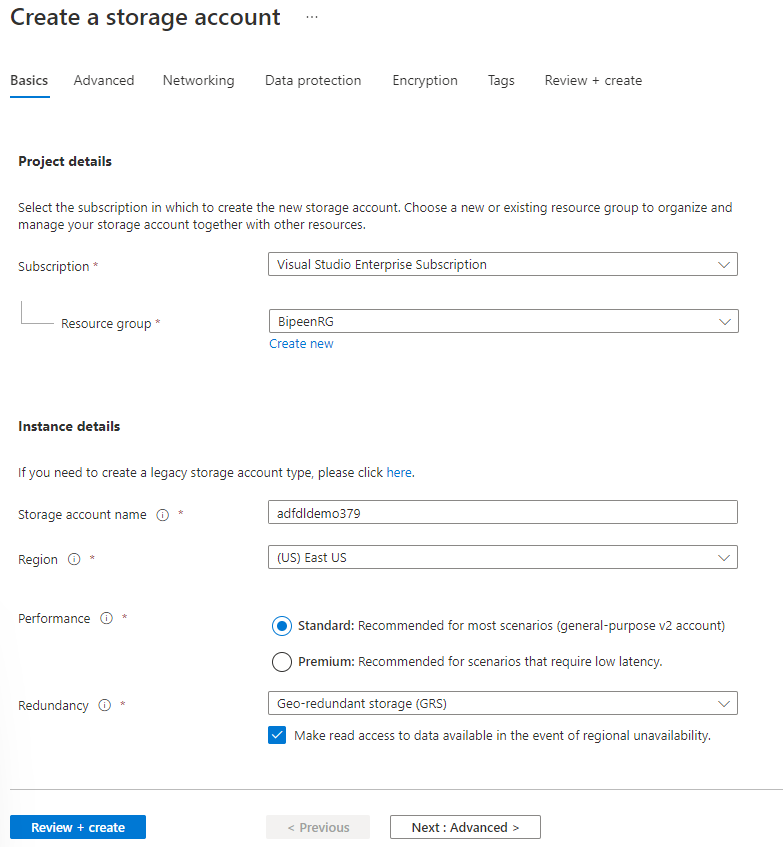 Create a storage account ...
Basics Advanced Networking Data protection Encryption Tags Review + create
Project details
Select the subscription in which to create the new storage account. Choose a new or existing resource group to organize and
manage your storage account together with other resources.
Subscription * Visual Studio Enterprise Subscription
Resource group * BipeenRG
Create new
Instance details
If you need to create a legacy storage account type, please click here.
Storage account name * adfdldemo379
Region * (US) East US
Performance * Standard: Recommended for most scenarios (general-purpose v2 account)
Premium: Recommended for scenarios that require low latency.
Redundancy * Geo-redundant storage (GRS)
Make read access to data available in the event of regional unavailability.
Review + create < Previous Next : Advanced >